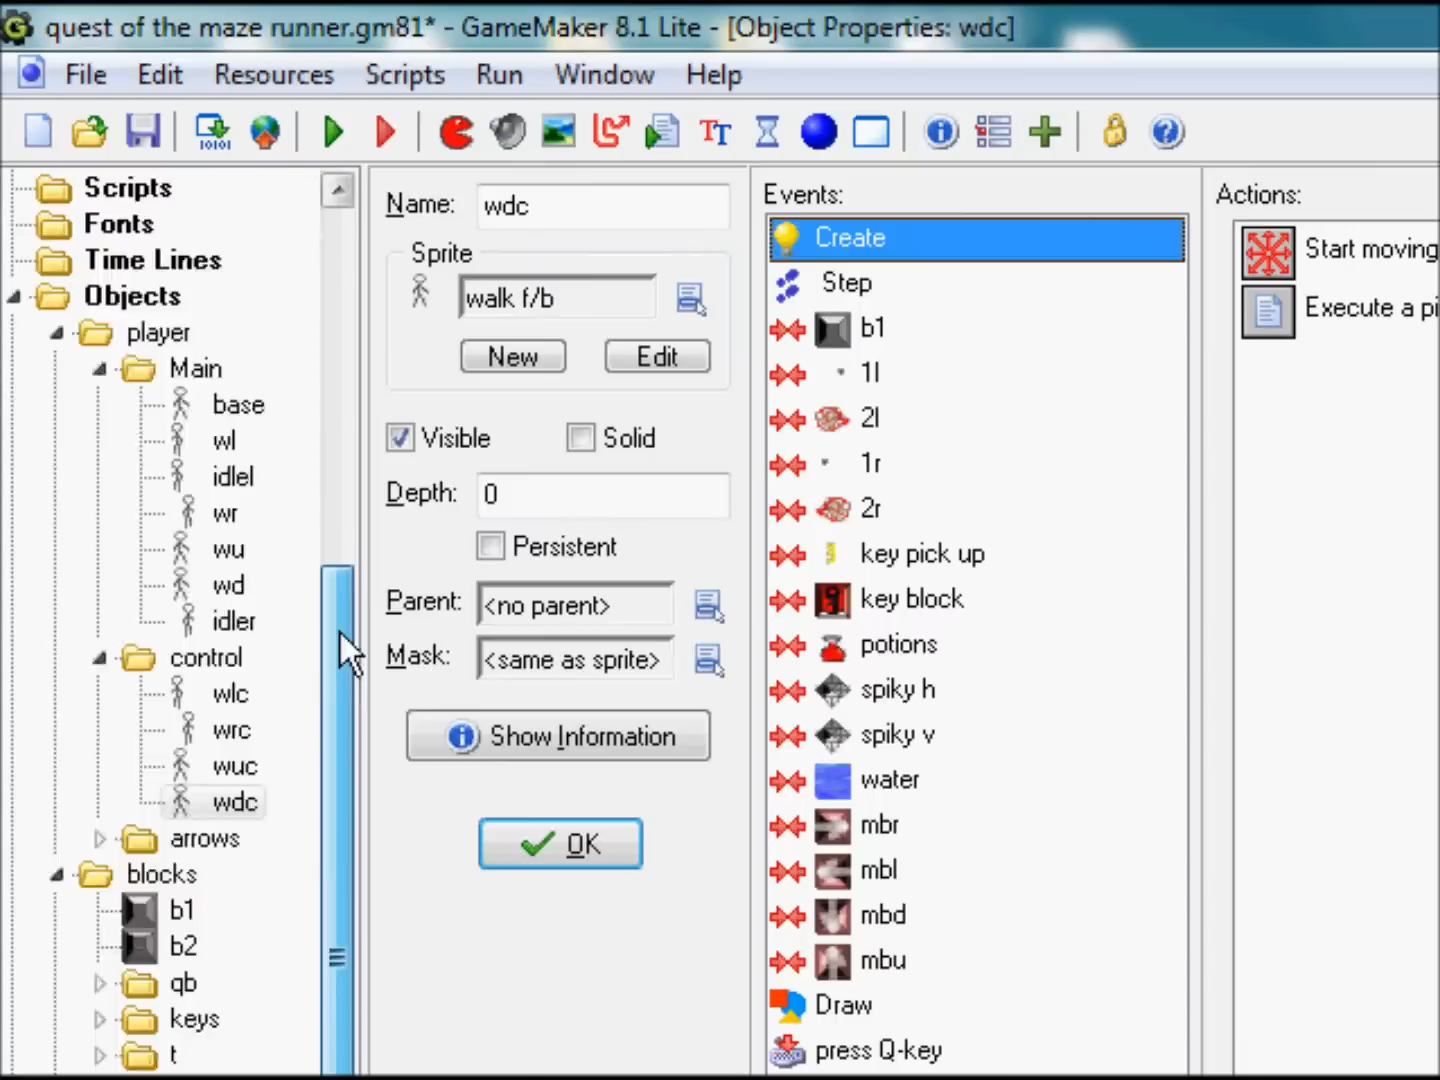 quest of the maze runner.gm81* - GameMaker 8.1 Lite - [Object Properties: wdc]
File Edit Resources Scripts Run Window Help
Scripts
Fonts
Time Lines
Objects
player
Main
base
wl
idlel
wr
wu
wd
idler
control
wlc
wrc
wuc
wdc
arrows
blocks
b1
b2
qb
keys
t
Name: wdc
Sprite
walk f/b
New Edit
Visible Solid
Depth: 0
Persistent
Parent: <no parent>
Mask: <same as sprite>
Show Information
OK
Events:
Create
Step
b1
1l
2l
1r
2r
key pick up
key block
potions
spiky h
spiky v
water
mbr
mbl
mbd
mbu
Draw
press Q-key
Actions:
Start moving
Execute a pi